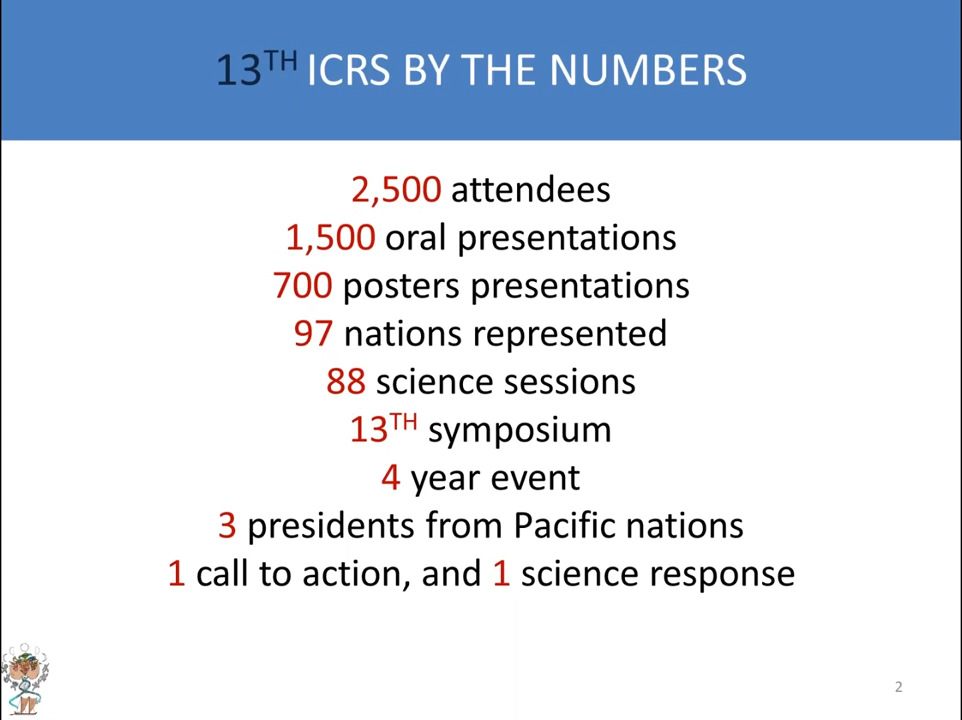 13TH ICRS BY THE NUMBERS
2,500 attendees
1,500 oral presentations
700 posters presentations
97 nations represented
88 science sessions
13TH symposium
4 year event
3 presidents from Pacific nations
1 call to action, and 1 science response
2